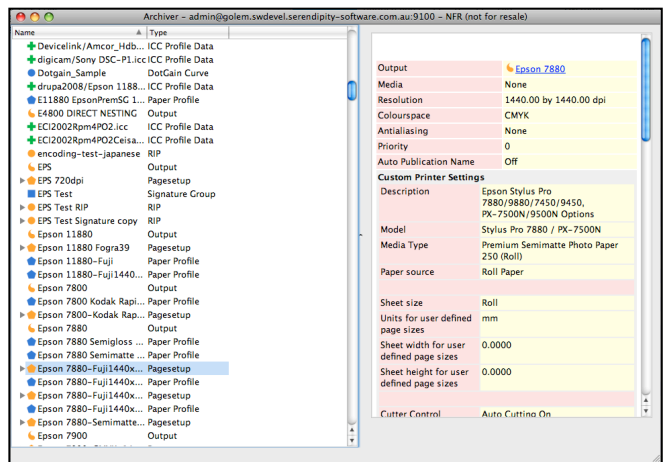 Archiver – admin@golem.swdevel.serendipity-software.com.au:9100 – NFR (not for resale)
Name Type
Devicelink/Amcor_Hdb... ICC Profile Data
digicam/Sony DSC-P1.icc ICC Profile Data
Dotgain_Sample DotGain Curve
drupa2008/Epson 1188... ICC Profile Data
E11880 EpsonPremSG 1... Paper Profile
E4800 DIRECT NESTING Output
ECI2002Rpm4PO2.icc ICC Profile Data
ECI2002Rpm4PO2Ceisa... ICC Profile Data
encoding-test-japanese RIP
EPS Output
EPS 720dpi Pagesetup
EPS Test Signature Group
EPS Test RIP RIP
EPS Test Signature copy RIP
Epson 11880 Output
Epson 11880 Fogra39 Pagesetup
Epson 11880-Fuji Paper Profile
Epson 11880-Fuji1440... Paper Profile
Epson 7800 Output
Epson 7800 Kodak Rapi... Paper Profile
Epson 7800-Kodak Rap... Pagesetup
Epson 7880 Output
Epson 7880 Semigloss ... Paper Profile
Epson 7880 Semimatte ... Paper Profile
Epson 7880-Fuji1440x... Pagesetup
Epson 7880-Fuji1440x... Paper Profile
Epson 7880-Fuji1440x... Pagesetup
Epson 7880-Fuji1440x... Paper Profile
Epson 7880-Semimatte... Pagesetup
Epson 7900 Output
Output Epson 7880
Media None
Resolution 1440.00 by 1440.00 dpi
Colourspace CMYK
Antialiasing None
Priority 0
Auto Publication Name Off
Custom Printer Settings
Description Epson Stylus Pro
7880/9880/7450/9450,
PX-7500N/9500N Options
Model Stylus Pro 7880 / PX-7500N
Media Type Premium Semimatte Photo Paper
250 (Roll)
Paper source Roll Paper
Sheet size Roll
Units for user defined mm
page sizes
Sheet width for user 0.0000
defined page sizes
Sheet height for user 0.0000
defined page sizes
Cutter Control Auto Cutting On